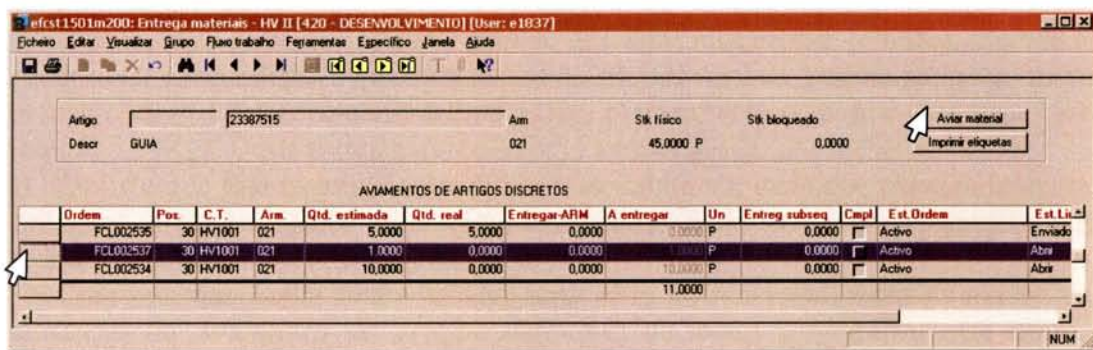 efcst1501m200: Entrega materiais - HV II [420 - DESENVOLVIMENTO] [User: e1837]
Ficheiro Editar Visualizar Grupo Fluxo trabalho Ferramentas Específico Janela Ajuda
Artigo 23387515 Arm Stk físico Stk bloqueado Aviar material
Descr GUIA 021 45,0000 P 0,0000 Imprimir etiquetas
AVIAMENTOS DE ARTIGOS DISCRETOS
Ordem Pos. C.T. Arm. Qtd. estimada Qtd. real Entregar-ARM A entregar Un Entreg subseq Cmpl Est.Ordem
FCL002535 30 HV1001 021 5,0000 5,0000 0,0000 0,0000 P 0,0000 Activo Enviado
FCL002537 30 HV1001 021 1,0000 0,0000 0,0000 1,0000 P 0,0000 Activo Abrir
FCL002534 30 HV1001 021 10,0000 0,0000 0,0000 10,0000 P 0,0000 Activo Abrir
11,0000
NUM